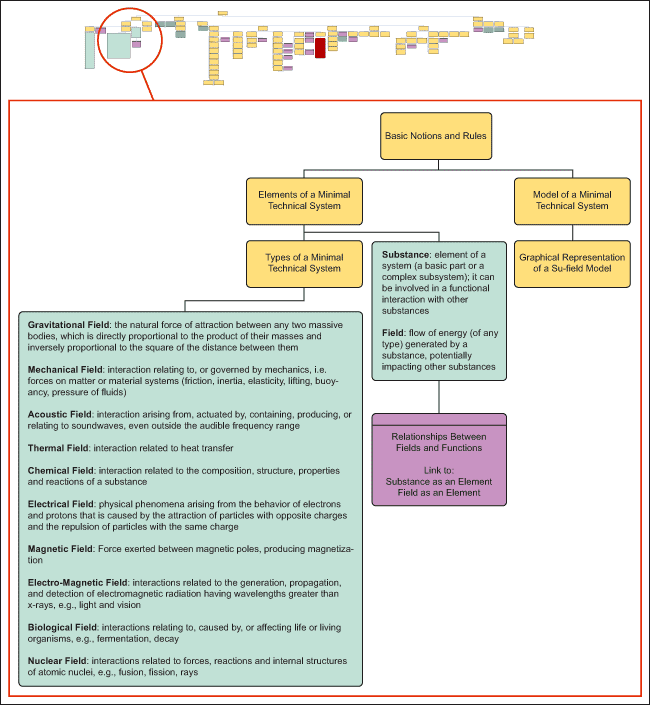 Basic Notions and Rules
Elements of a Minimal
Technical System
Model of a Minimal
Technical System
Types of a Minimal
Technical System
Substance: element of a
system (a basic part or a
complex subsystem); it can
be involved in a functional
interaction with other
substances
Field: flow of energy (of any
type) generated by a
substance, potentially
impacting other substances
Graphical Representation
of a Su-field Model
Gravitational Field: the natural force of attraction between any two massive
bodies, which is directly proportional to the product of their masses and
inversely proportional to the square of the distance between them
Mechanical Field: interaction relating to, or governed by mechanics, i.e.
forces on matter or material systems (friction, inertia, elasticity, lifting, buoy-
ancy, pressure of fluids)
Acoustic Field: interaction arising from, actuated by, containing, producing, or
relating to soundwaves, even outside the audible frequency range
Thermal Field: interaction related to heat transfer
Chemical Field: interaction related to the composition, structure, properties
and reactions of a substance
Electrical Field: physical phenomena arising from the behavior of electrons
and protons that is caused by the attraction of particles with opposite charges
and the repulsion of particles with the same charge
Magnetic Field: Force exerted between magnetic poles, producing magnetiza-
tion
Electro-Magnetic Field: interactions related to the generation, propagation,
and detection of electromagnetic radiation having wavelengths greater than
x-rays, e.g., light and vision
Biological Field: interactions relating to, caused by, or affecting life or living
organisms, e.g., fermentation, decay
Nuclear Field: interactions related to forces, reactions and internal structures
of atomic nuclei, e.g., fusion, fission, rays
Relationships Between
Fields and Functions
Link to:
Substance as an Element
Field as an Element